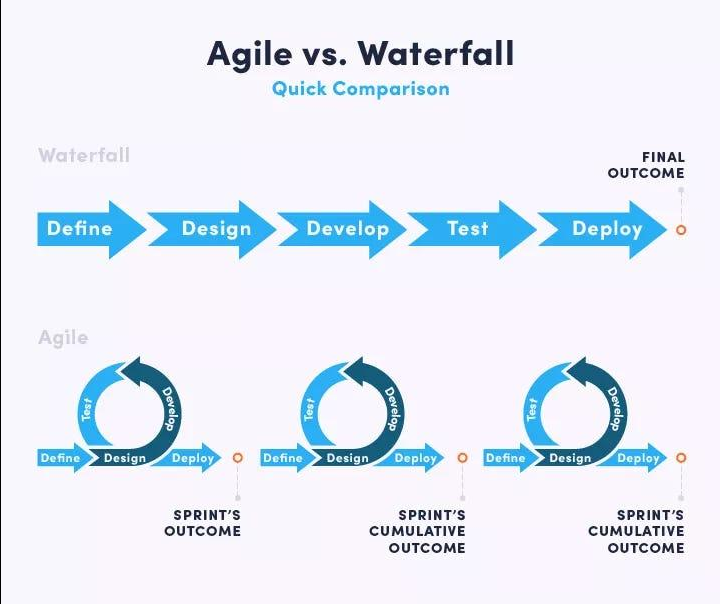 Agile vs. Waterfall
Quick Comparison
Waterfall
FINAL
OUTCOME
Define Design Develop Test Deploy
Agile
Test Develop Test Develop Test Develop
Define Design Deploy Define Design Deploy Define Design Deploy
SPRINT'S SPRINT'S SPRINT'S
OUTCOME CUMULATIVE CUMULATIVE
OUTCOME OUTCOME